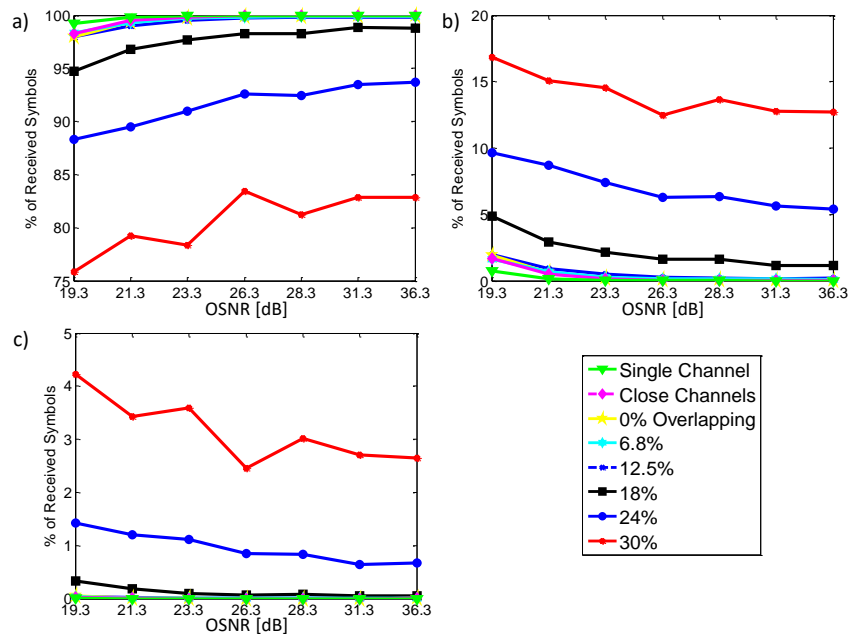 a)
100
95
90
85
80
75
% of Received Symbols
19.3 21.3 23.3 26.3 28.3 31.3 36.3
OSNR [dB]
b)
20
15
10
5
0
% of Received Symbols
19.3 21.3 23.3 26.3 28.3 31.3 36.3
OSNR [dB]
c)
5
4
3
2
1
0
% of Received Symbols
19.3 21.3 23.3 26.3 28.3 31.3 36.3
OSNR [dB]
Single Channel
Close Channels
0% Overlapping
6.8%
12.5%
18%
24%
30%